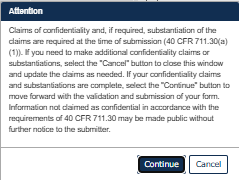 Attention
Claims of confidentiality and, if required, substantiation of the
claims are required at the time of submission (40 CFR 711.30(a)
(1)). If you need to make additional confidentiality claims or
substantiations, select the "Cancel" button to close this window
and update the claims as needed. If your confidentiality claims
and substantiations are complete, select the "Continue" button to
move forward with the validation and submission of your form.
Information not claimed as confidential in accordance with the
requirements of 40 CFR 711.30 may be made public without
further notice to the submitter.
Continue Cancel